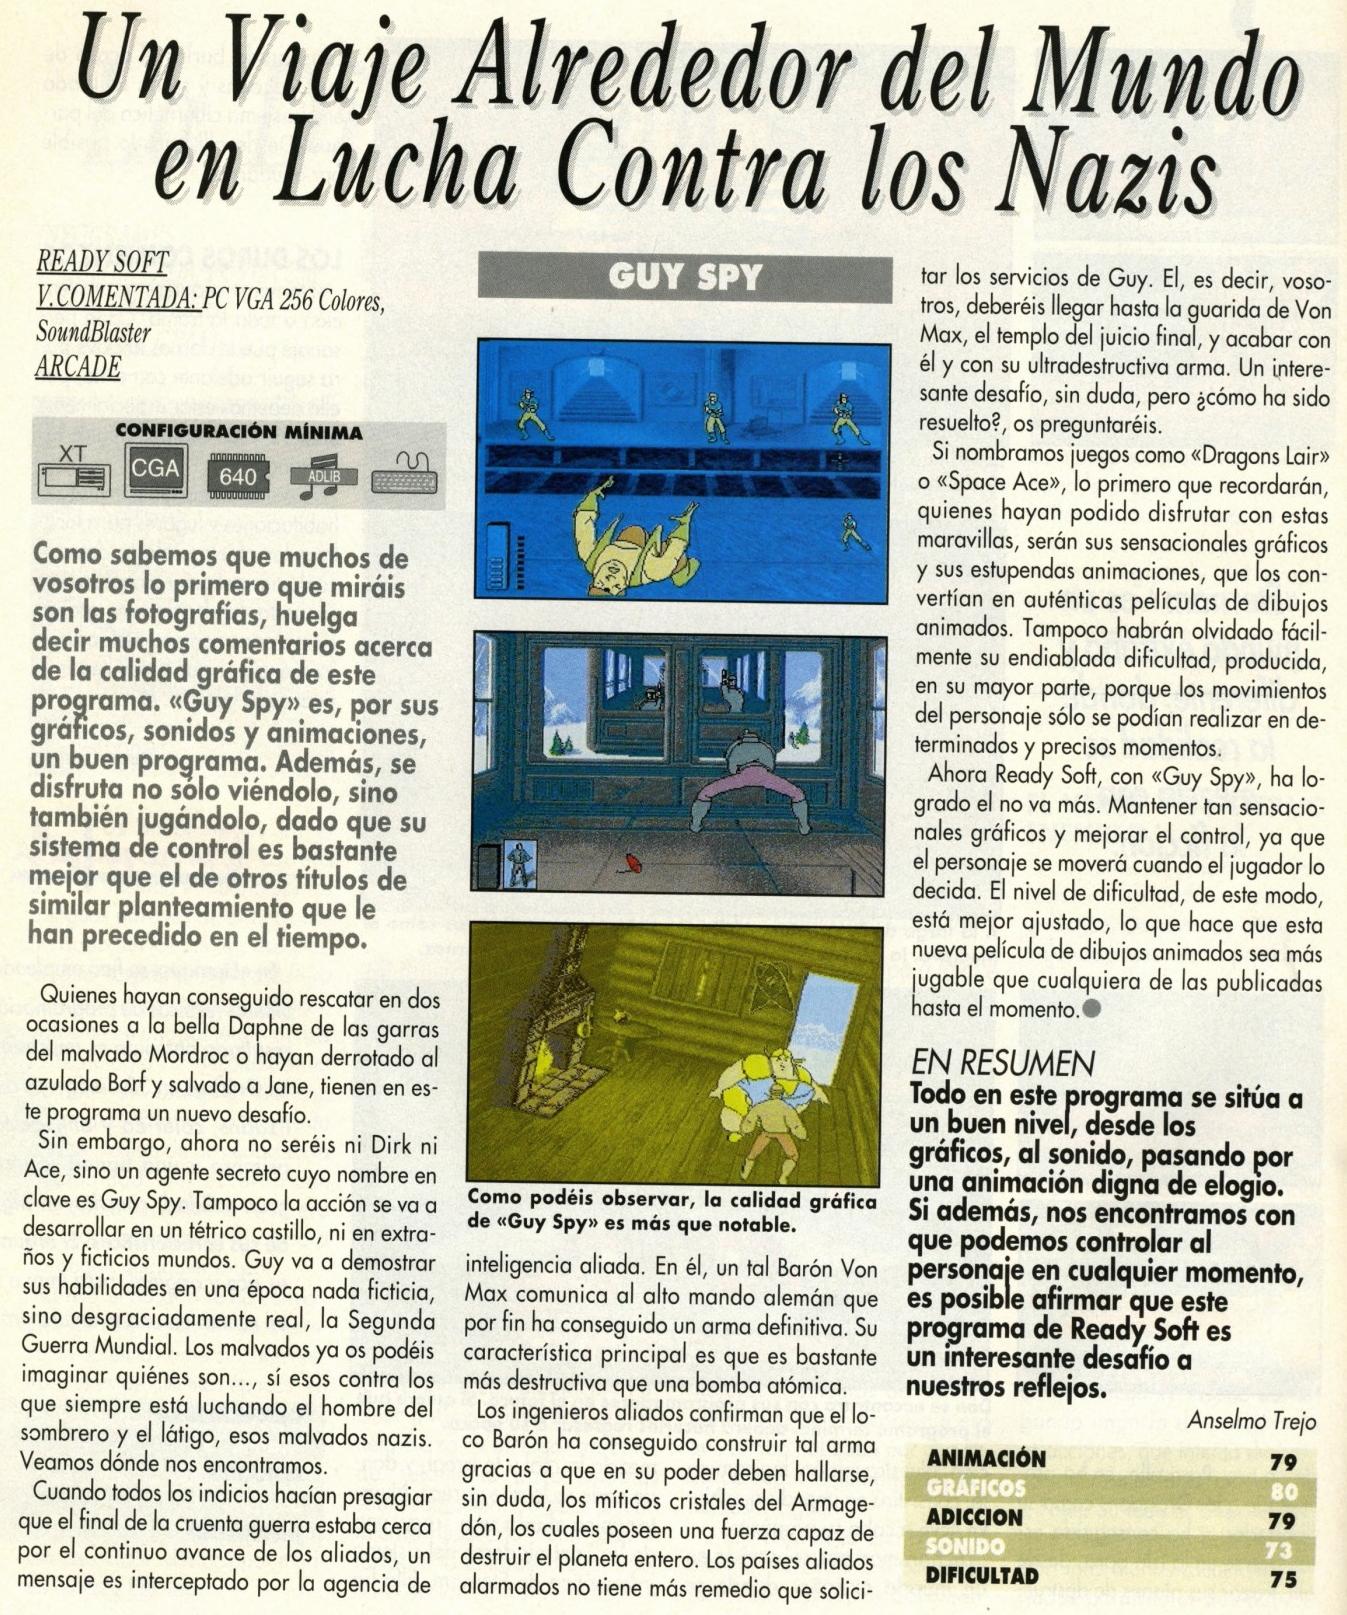 Un Viaje Alrededor del Mundo
en Lucha Contra los Nazis
READY SOFT
V.COMENTADA: PC VGA 256 Colores,
SoundBlaster
ARCADE
CONFIGURACIÓN MÍNIMA
XT
CGA
640
ADLIB
Como sabemos que muchos de
vosotros lo primero que miráis
son las fotografías, huelga
decir muchos comentarios acerca
de la calidad gráfica de este
programa. «Guy Spy» es, por sus
gráficos, sonidos y animaciones,
un buen programa. Además, se
disfruta no sólo viéndolo, sino
también jugándolo, dado que su
sistema de control es bastante
mejor que el de otros títulos de
similar planteamiento que le
han precedido en el tiempo.
Quienes hayan conseguido rescatar en dos
ocasiones a la bella Daphne de las garras
del malvado Mordroc o hayan derrotado al
azulado Borf y salvado a Jane, tienen en es-
te programa un nuevo desafío.
Sin embargo, ahora no seréis ni Dirk ni
Ace, sino un agente secreto cuyo nombre en
clave es Guy Spy. Tampoco la acción se va a
desarrollar en un tétrico castillo, ni en extra-
ños y ficticios mundos. Guy va a demostrar
sus habilidades en una época nada ficticia,
sino desgraciadamente real, la Segunda
Guerra Mundial. Los malvados ya os podéis
imaginar quiénes son..., sí esos contra los
que siempre está luchando el hombre del
sombrero y el látigo, esos malvados nazis.
Veamos dónde nos encontramos.
Cuando todos los indicios hacían presagiar
que el final de la cruenta guerra estaba cerca
por el continuo avance de los aliados, un
mensaje es interceptado por la agencia de
GUY SPY
Como podéis observar, la calidad gráfica
de «Guy Spy» es más que notable.
inteligencia aliada. En él, un tal Barón Von
Max comunica al alto mando alemán que
por fin ha conseguido un arma definitiva. Su
característica principal es que es bastante
más destructiva que una bomba atómica.
Los ingenieros aliados confirman que el lo-
co Barón ha conseguido construir tal arma
gracias a que en su poder deben hallarse,
sin duda, los míticos cristales del Armage-
dón, los cuales poseen una fuerza capaz de
destruir el planeta entero. Los países aliados
alarmados no tiene más remedio que solici-
tar los servicios de Guy. El, es decir, voso-
tros, deberéis llegar hasta la guarida de Von
Max, el templo del juicio final, y acabar con
él y con su ultradestructiva arma. Un intere-
sante desafío, sin duda, pero ¿cómo ha sido
resuelto?, os preguntaréis.
Si nombramos juegos como «Dragons Lair»
o «Space Ace», lo primero que recordarán,
quienes hayan podido disfrutar con estas
maravillas, serán sus sensacionales gráficos
y sus estupendas animaciones, que los con-
vertían en auténticas películas de dibujos
animados. Tampoco habrán olvidado fácil-
mente su endiablada dificultad, producida,
en su mayor parte, porque los movimientos
del personaje sólo se podían realizar en de-
terminados y precisos momentos.
Ahora Ready Soft, con «Guy Spy», ha lo-
grado el no va más. Mantener tan sensacio-
nales gráficos y mejorar el control, ya que
el personaje se moverá cuando el jugador lo
decida. El nivel de dificultad, de este modo,
está mejor ajustado, lo que hace que esta
nueva película de dibujos animados sea más
jugable que cualquiera de las publicadas
hasta el momento.
EN RESUMEN
Todo en este programa se sitúa a
un buen nivel, desde los
gráficos, al sonido, pasando por
una animación digna de elogio.
Si además, nos encontramos con
que podemos controlar al
personaje en cualquier momento,
es posible afirmar que este
programa de Ready Soft es
un interesante desafío a
nuestros reflejos.
Anselmo Trejo
ANIMACIÓN 79
GRÁFICOS 80
ADICCION 79
SONIDO 73
DIFICULTAD 75